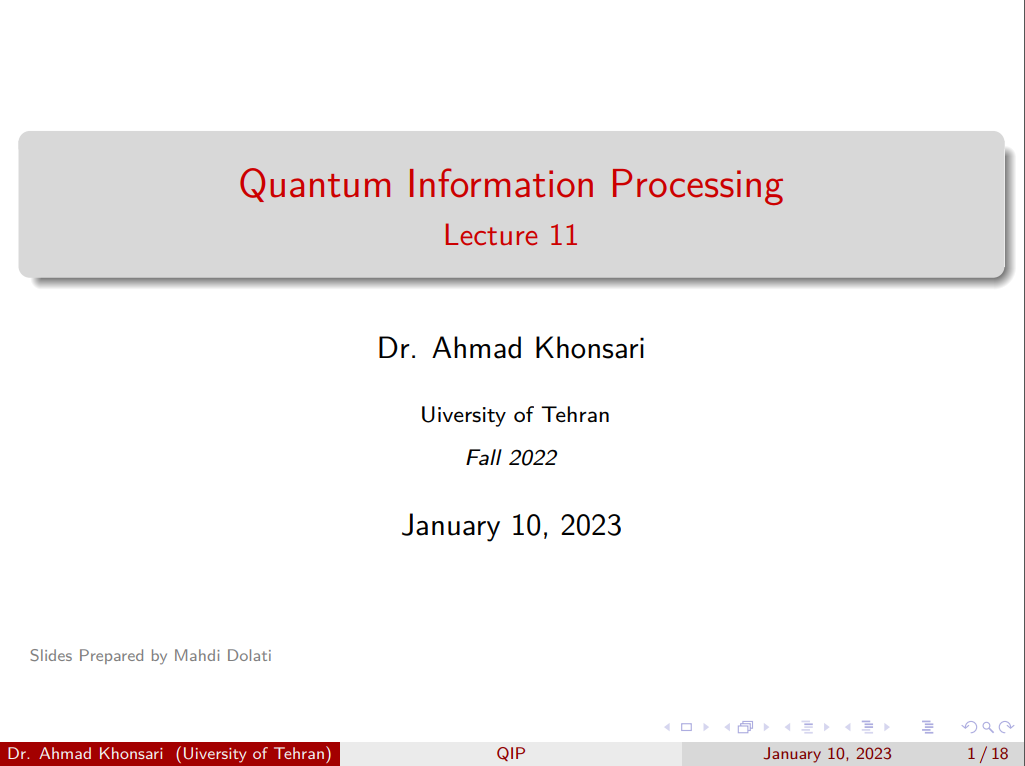 Quantum Information Processing
Lecture 11
Dr. Ahmad Khonsari
Uiversity of Tehran
Fall 2022
January 10, 2023
Slides Prepared by Mahdi Dolati
Dr. Ahmad Khonsari (Uiversity of Tehran)
QIP
January 10, 2023
1 / 18